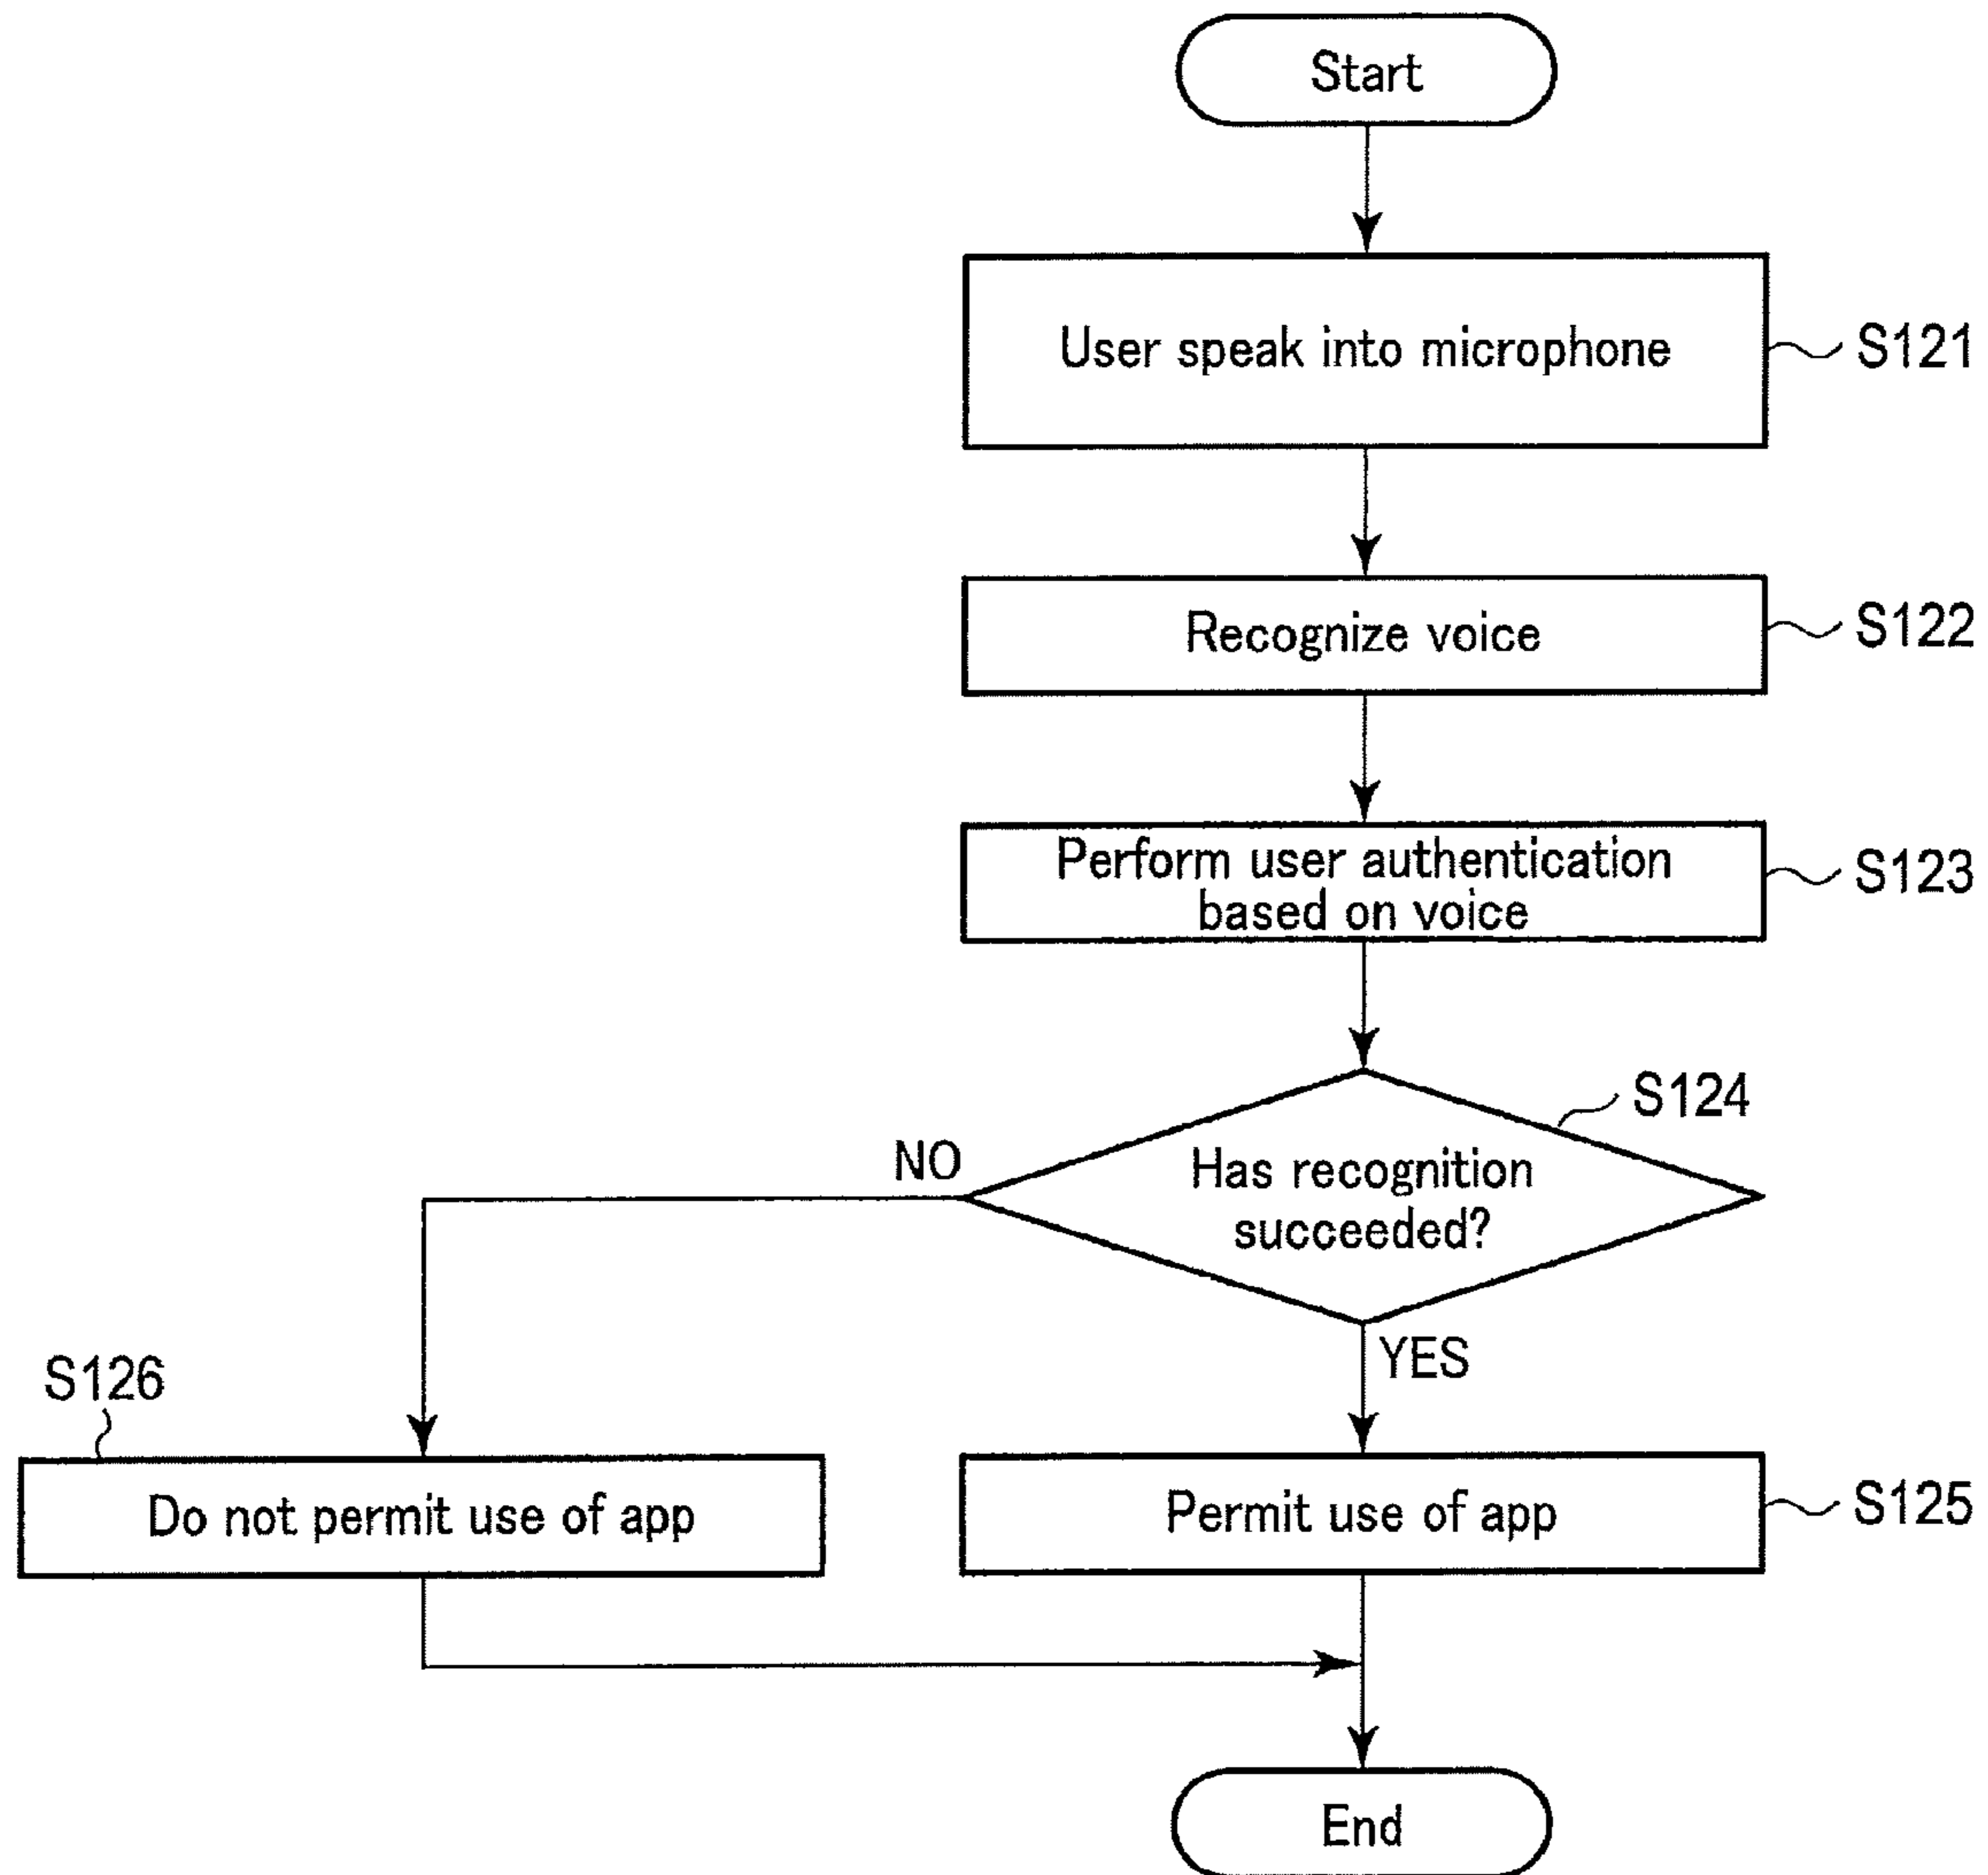 Start
User speak into microphone
S121
Recognize voice
S122
Perform user authentication
based on voice
S123
S124
Has recognition
succeeded?
NO
YES
S126
Do not permit use of app
Permit use of app
S125
End